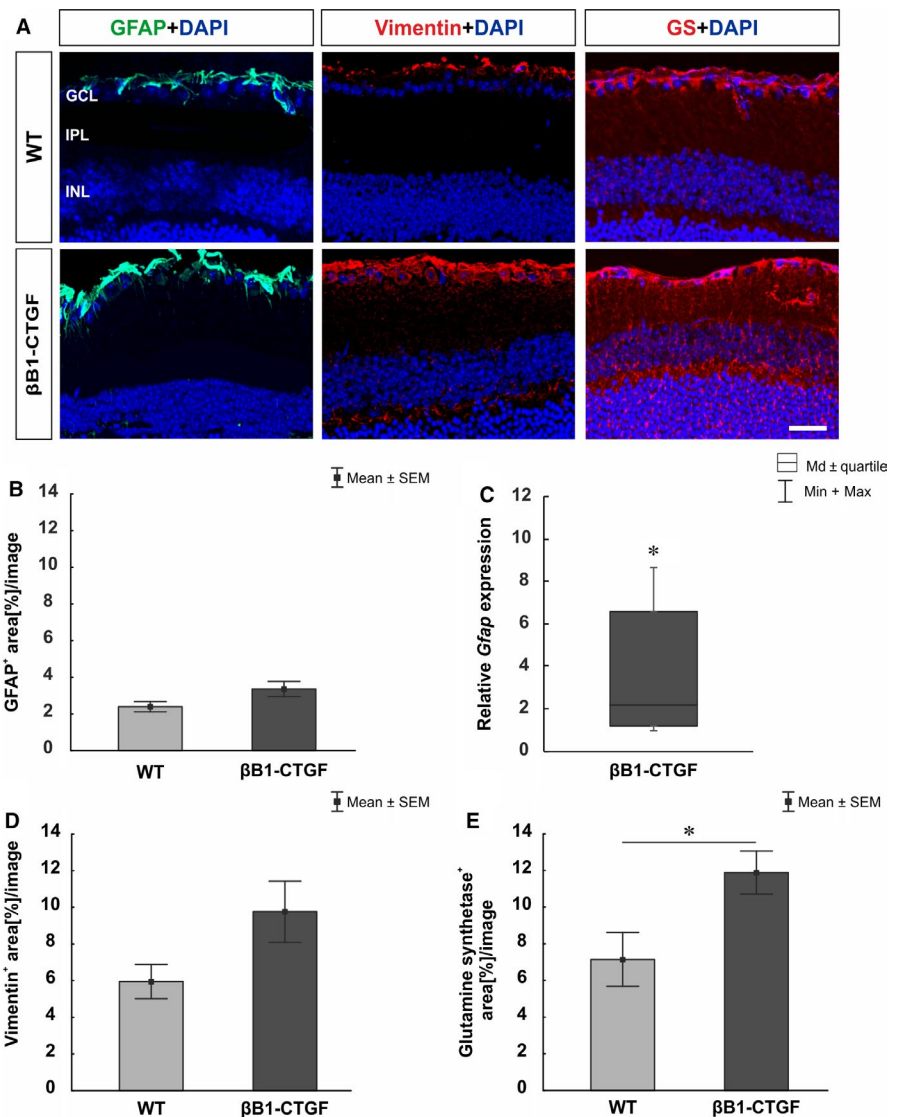 A
GFAP+DAPI
Vimentin+DAPI
GS+DAPI
WT
GCL
IPL
INL
βB1-CTGF
B
Mean ± SEM
GFAP⁺ area[%]/image
14
12
10
8
6
4
2
0
WT
βB1-CTGF
C
Md ± quartile
Min + Max
Relative Gfap expression
12
10
8
6
4
2
0
*
βB1-CTGF
D
Mean ± SEM
Vimentin⁺ area[%]/image
14
12
10
8
6
4
2
0
WT
βB1-CTGF
E
Mean ± SEM
Glutamine synthetase⁺
area[%]/image
14
12
10
8
6
4
2
0
*
WT
βB1-CTGF